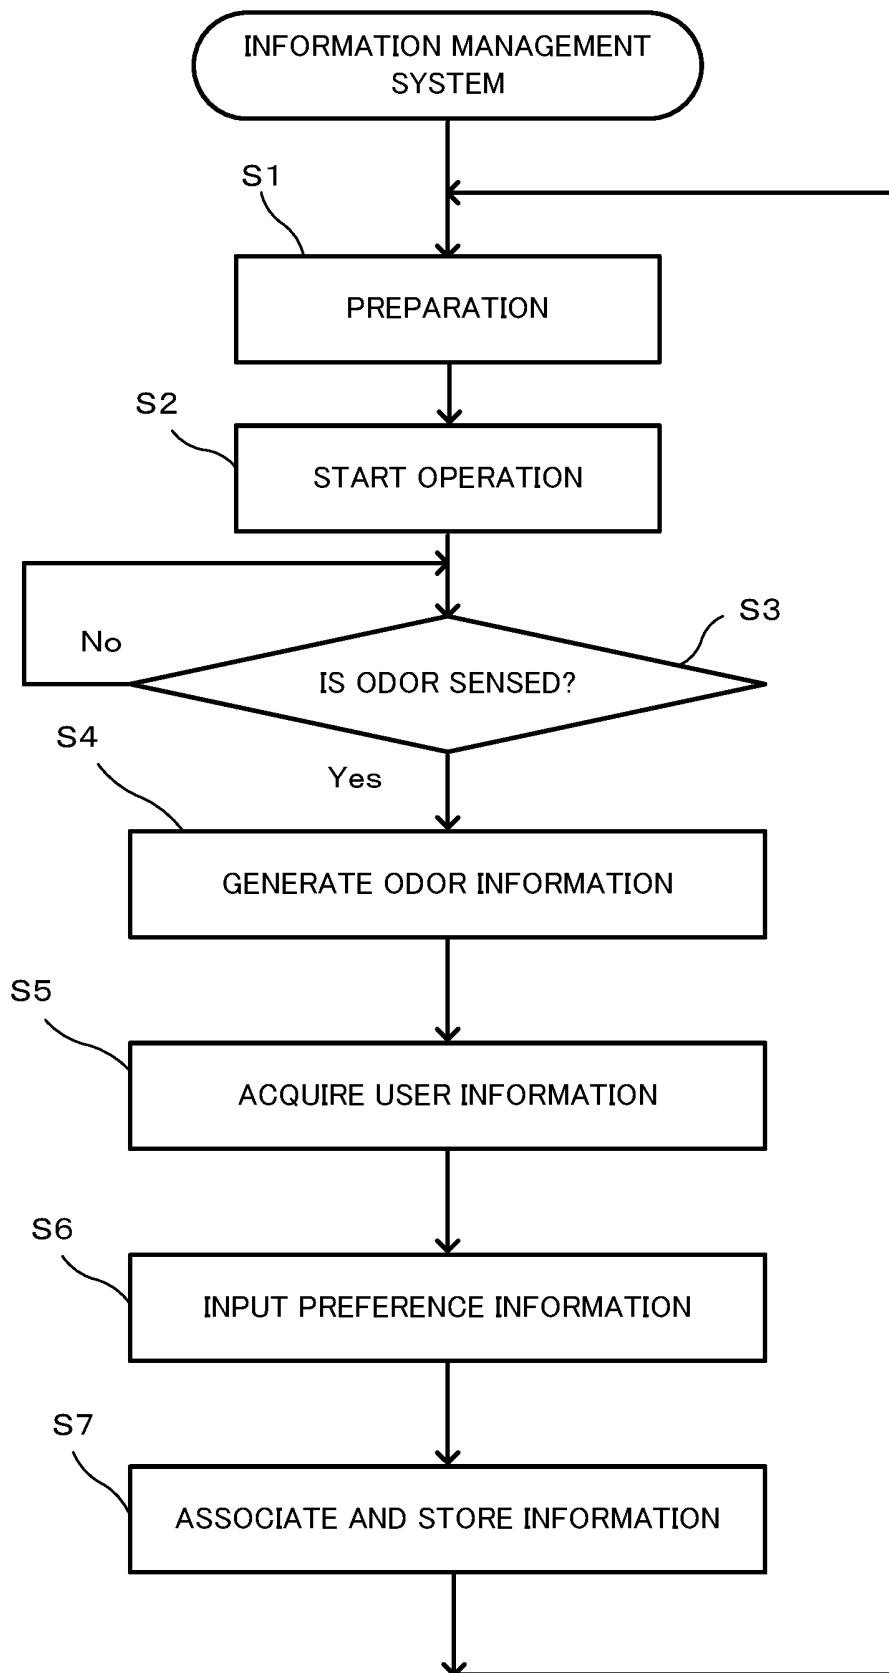 INFORMATION MANAGEMENT
SYSTEM
S1
PREPARATION
S2
START OPERATION
S3
No
IS ODOR SENSED?
S4
Yes
GENERATE ODOR INFORMATION
S5
ACQUIRE USER INFORMATION
S6
INPUT PREFERENCE INFORMATION
S7
ASSOCIATE AND STORE INFORMATION